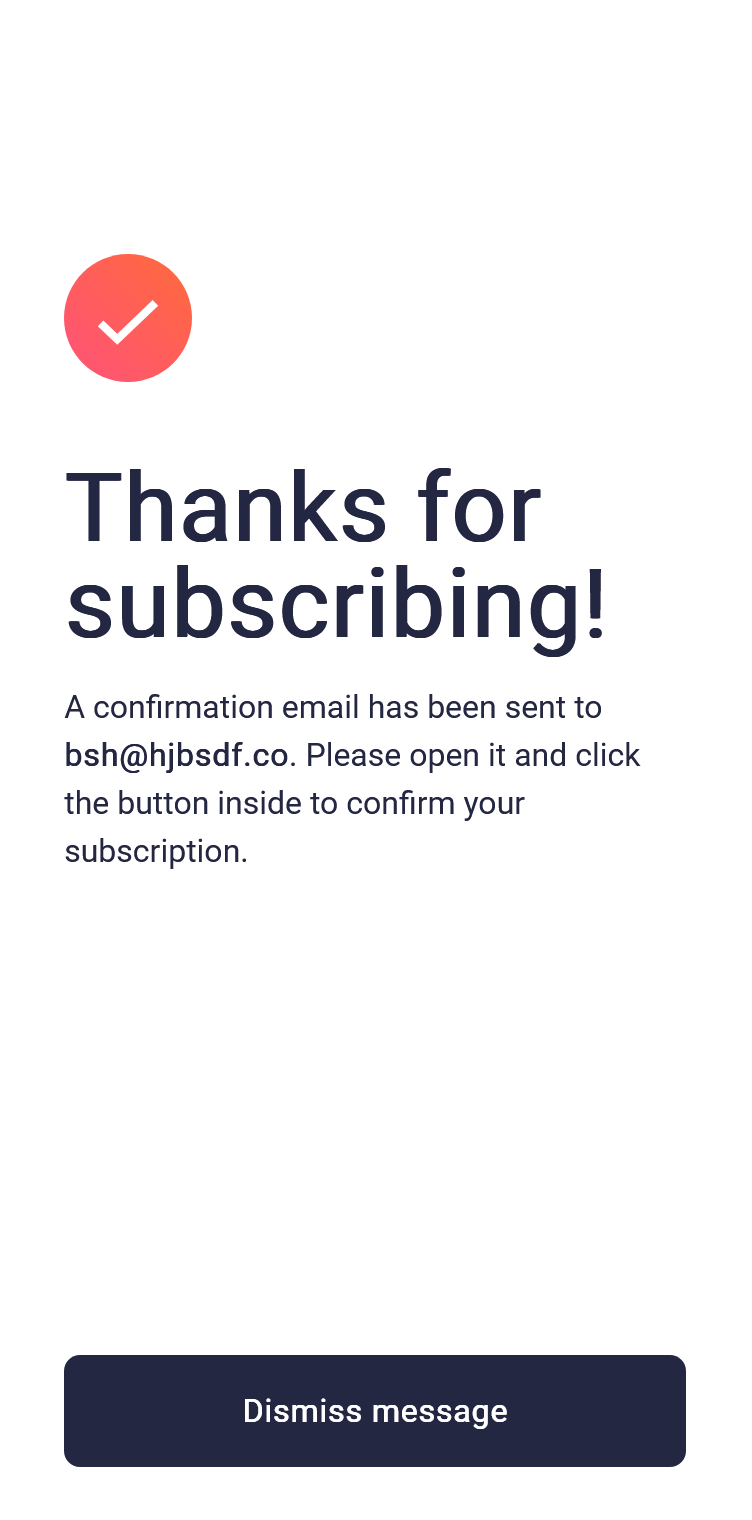 Thanks for
subscribing!
A confirmation email has been sent to
bsh@hjbsdf.co. Please open it and click
the button inside to confirm your
subscription.
Dismiss message